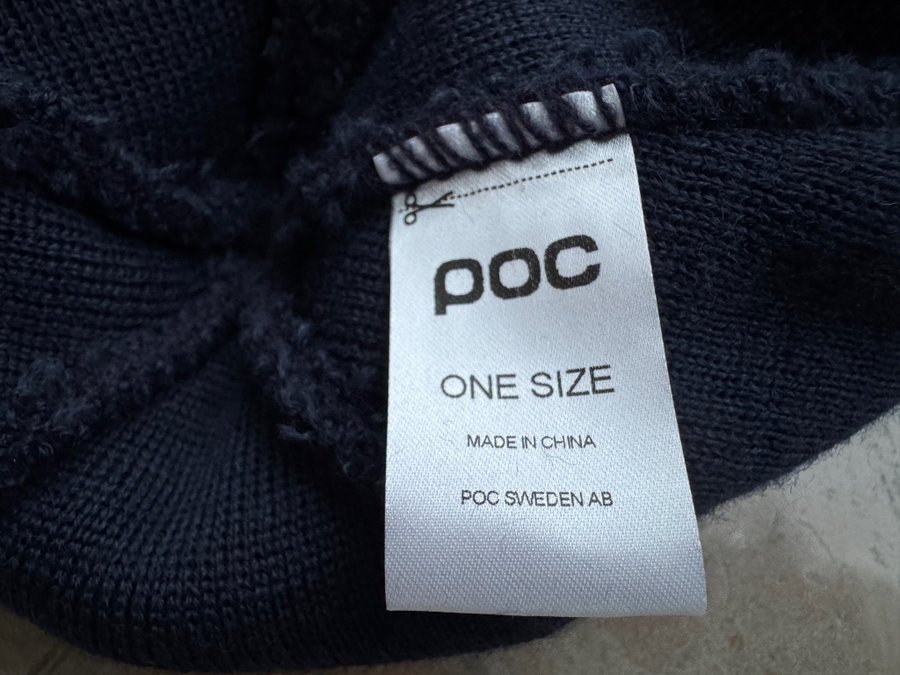 POC
ONE SIZE
MADE IN CHINA
POC SWEDEN AB